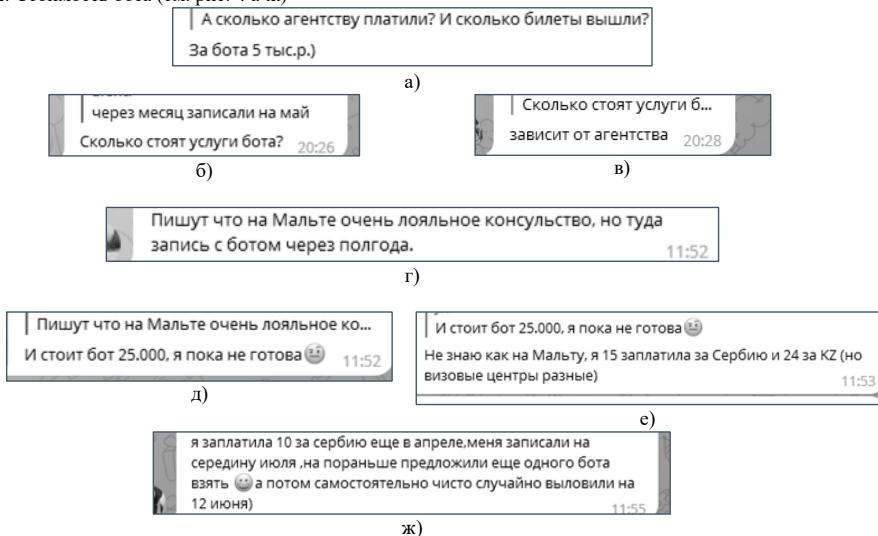 А сколько агентству платили? И сколько билеты вышли?
За бота 5 тыс.р.)
а)
через месяц записали на май
Сколько стоят услуги бота? 20:26
б)
Сколько стоят услуги б...
зависит от агентства 20:28
в)
Пишут что на Мальте очень лояльное консульство, но туда
запись с ботом через полгода. 11:52
г)
Пишут что на Мальте очень лояльное ко...
И стоит бот 25.000, я пока не готова 11:52
д)
И стоит бот 25.000, я пока не готова
Не знаю как на Мальту, я 15 заплатила за Сербию и 24 за KZ (но
визовые центры разные) 11:53
е)
я заплатила 10 за сербию еще в апреле,меня записали на
середину июля ,на пораньше предложили еще одного бота
взять а потом самостоятельно чисто случайно выловили на
12 июня) 11:55
ж)